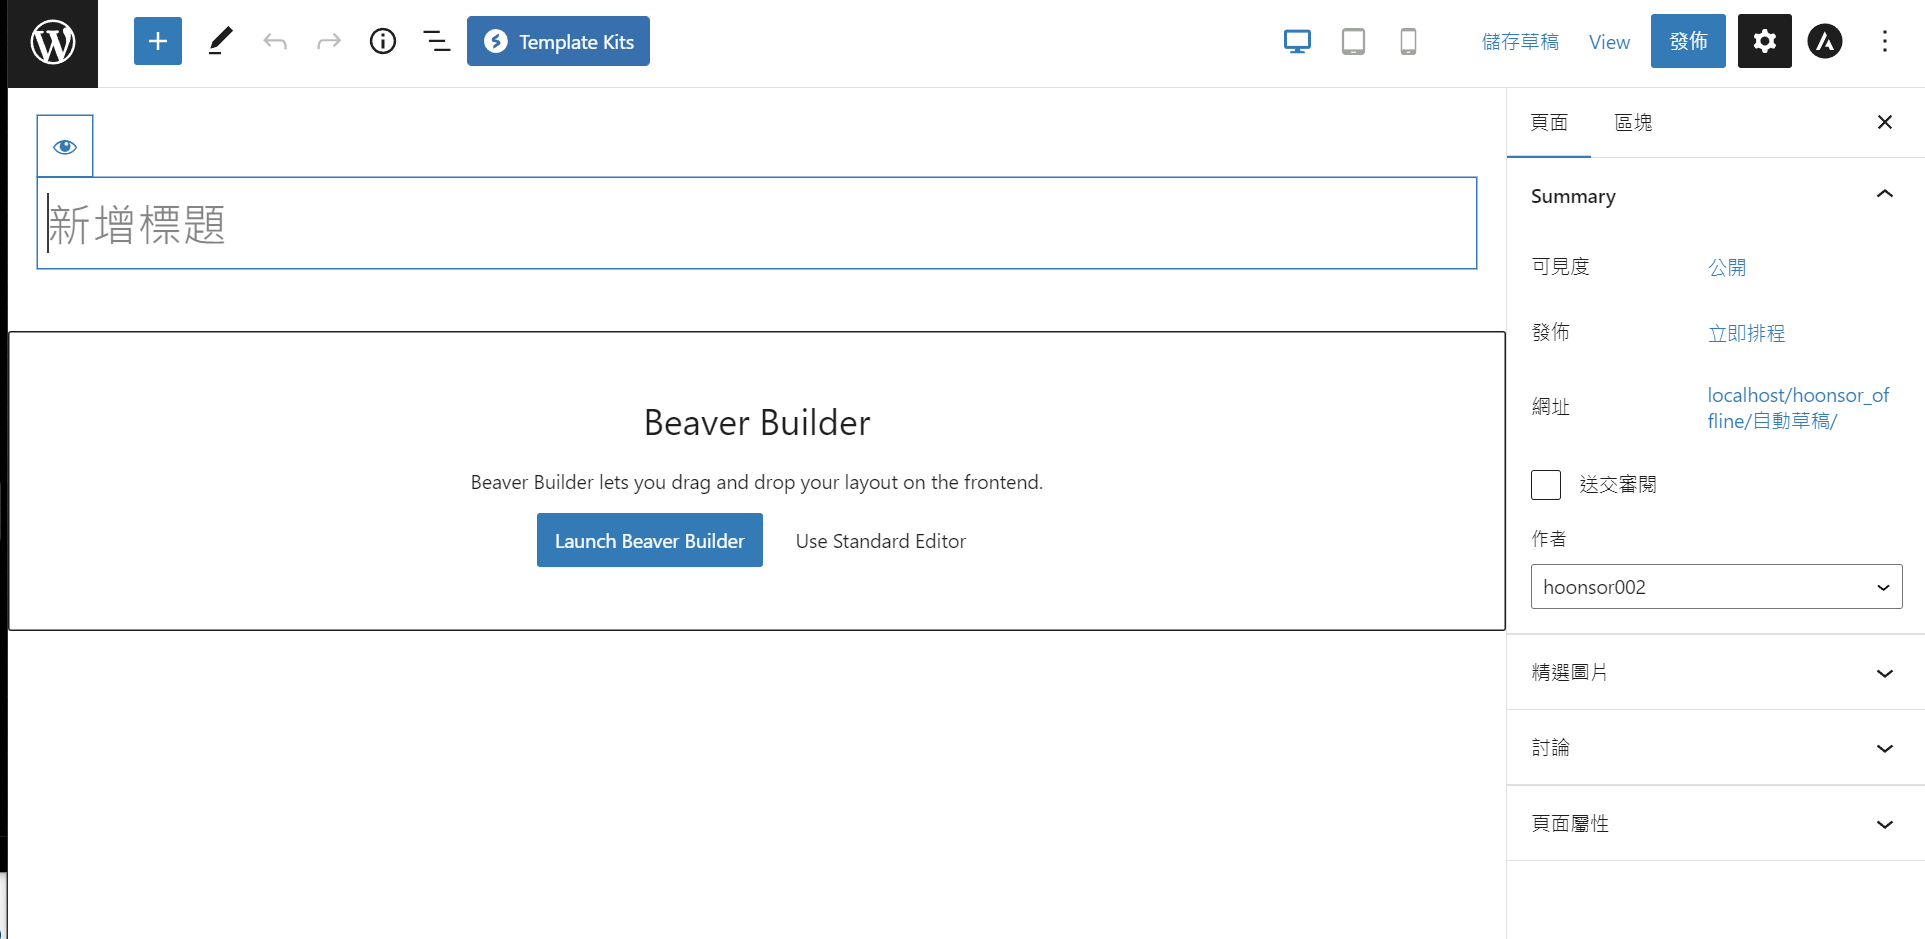 Template Kits
儲存草稿
View
發佈
新增標題
Beaver Builder
Beaver Builder lets you drag and drop your layout on the frontend.
Launch Beaver Builder
Use Standard Editor
頁面
區塊
Summary
可見度
公開
發佈
立即排程
網址
localhost/hoonsor_of
fline/自動草稿/
送交審閱
作者
hoonsor002
精選圖片
討論
頁面屬性